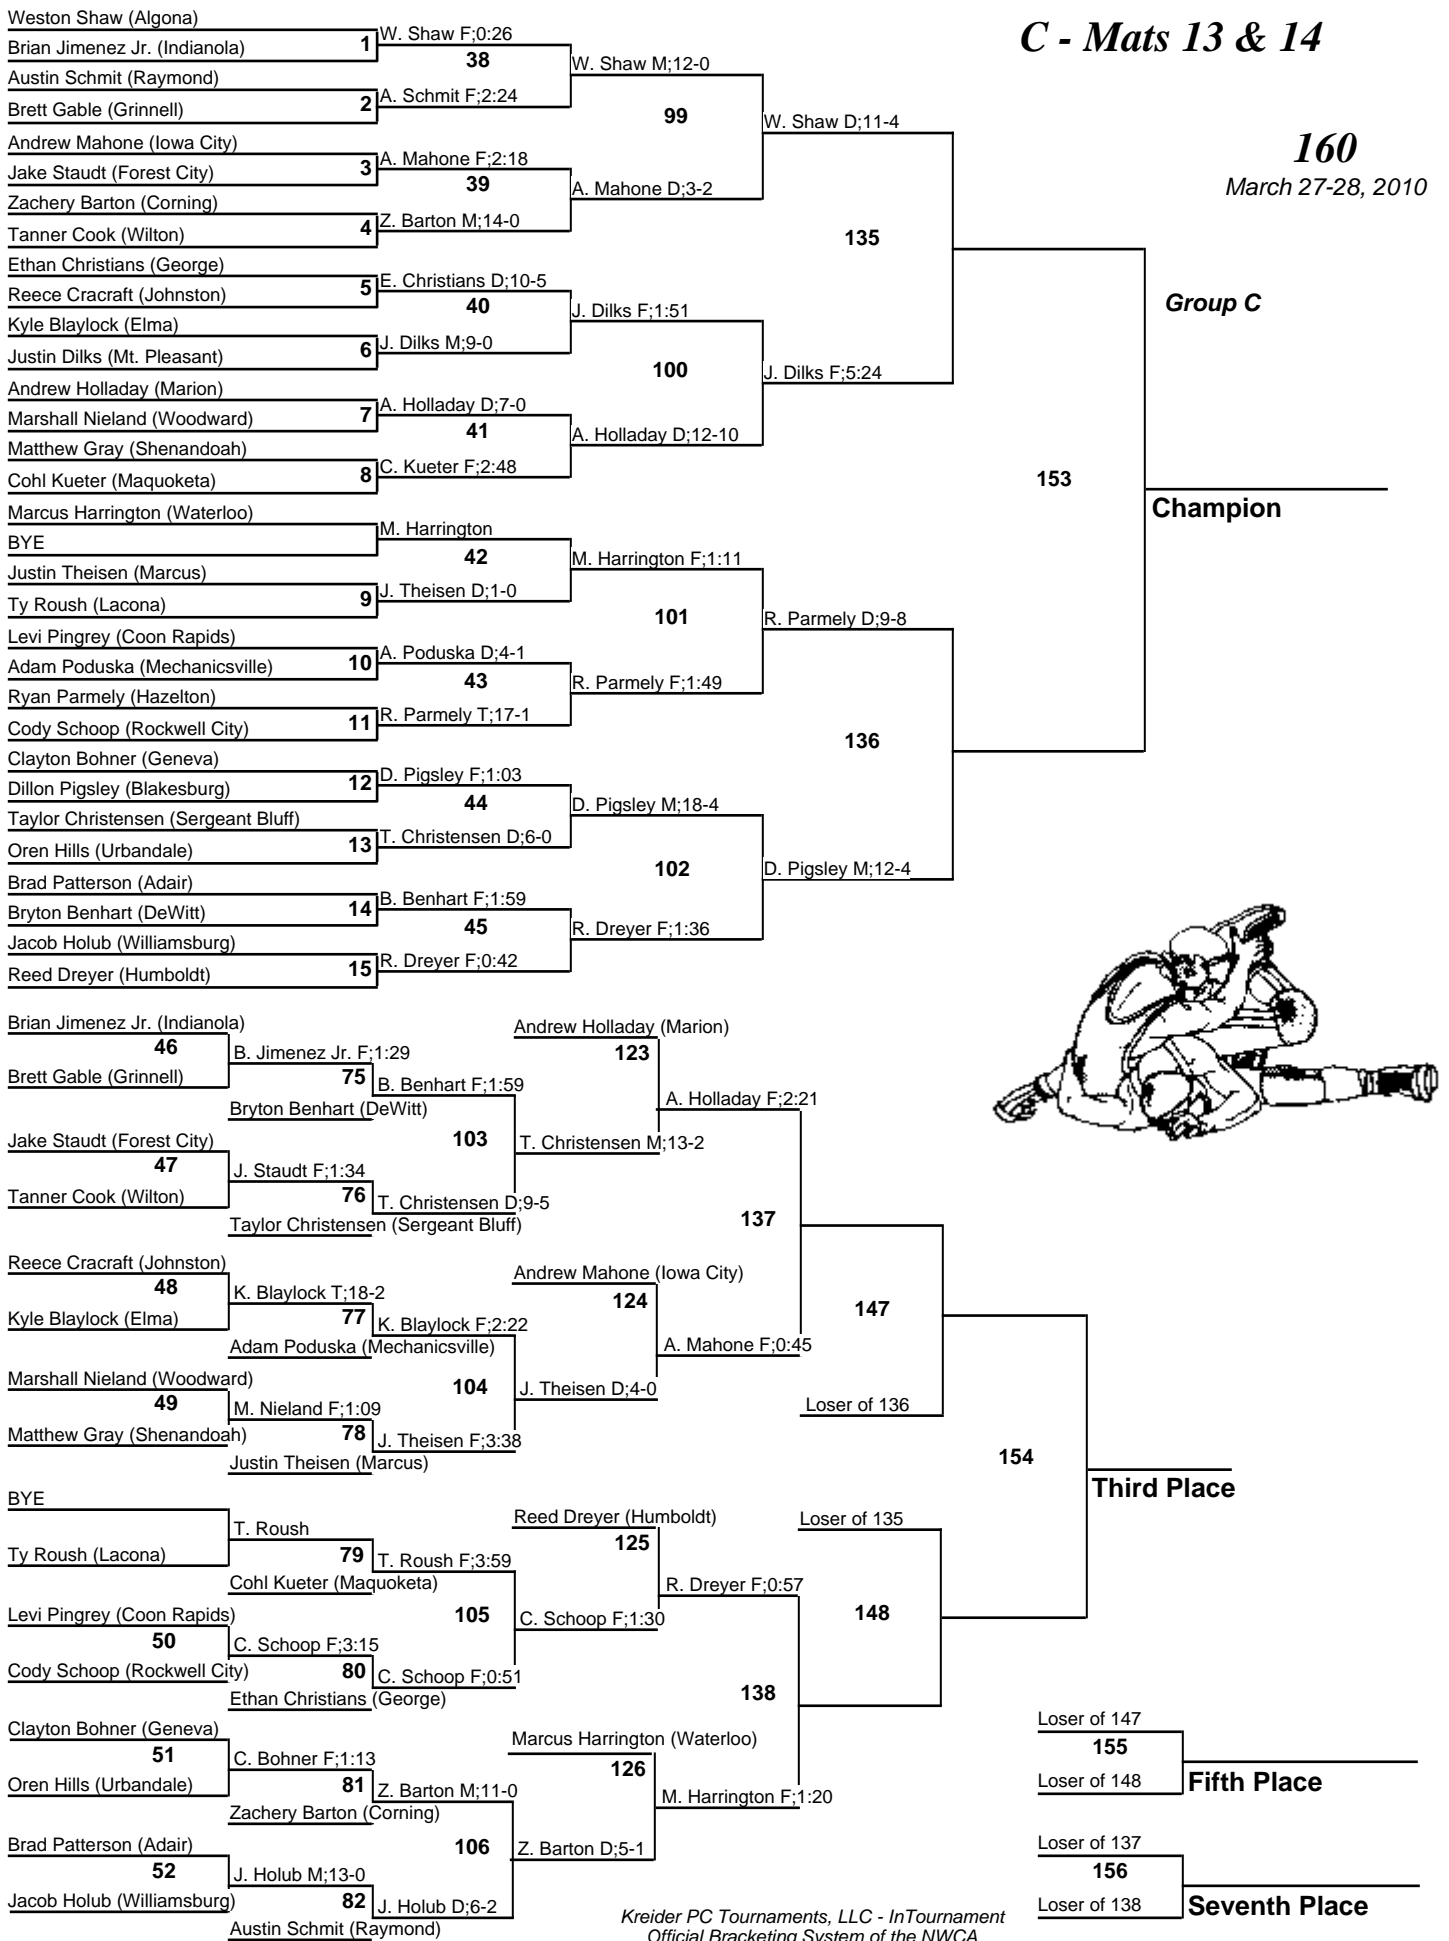 C - Mats 13 & 14
160
March 27-28, 2010
Group C
Weston Shaw (Algona)
Brian Jimenez Jr. (Indianola)
1
W. Shaw F;0:26
38
Austin Schmit (Raymond)
Brett Gable (Grinnell)
2
A. Schmit F;2:24
W. Shaw M;12-0
99
Andrew Mahone (Iowa City)
Jake Staudt (Forest City)
3
A. Mahone F;2:18
39
Zachery Barton (Corning)
Tanner Cook (Wilton)
4
Z. Barton M;14-0
A. Mahone D;3-2
W. Shaw D;11-4
135
Ethan Christians (George)
Reece Cracraft (Johnston)
5
E. Christians D;10-5
40
Kyle Blaylock (Elma)
Justin Dilks (Mt. Pleasant)
6
J. Dilks M;9-0
J. Dilks F;1:51
100
Andrew Holladay (Marion)
Marshall Nieland (Woodward)
7
A. Holladay D;7-0
41
Matthew Gray (Shenandoah)
Cohl Kueter (Maquoketa)
8
C. Kueter F;2:48
A. Holladay D;12-10
J. Dilks F;5:24
153
Champion
Marcus Harrington (Waterloo)
BYE
M. Harrington
42
Justin Theisen (Marcus)
Ty Roush (Lacona)
9
J. Theisen D;1-0
M. Harrington F;1:11
101
Levi Pingrey (Coon Rapids)
Adam Poduska (Mechanicsville)
10
A. Poduska D;4-1
43
Ryan Parmely (Hazelton)
Cody Schoop (Rockwell City)
11
R. Parmely T;17-1
R. Parmely F;1:49
R. Parmely D;9-8
136
Clayton Bohner (Geneva)
Dillon Pigsley (Blakesburg)
12
D. Pigsley F;1:03
44
Taylor Christensen (Sergeant Bluff)
Oren Hills (Urbandale)
13
T. Christensen D;6-0
D. Pigsley M;18-4
102
Brad Patterson (Adair)
Bryton Benhart (DeWitt)
14
B. Benhart F;1:59
45
Jacob Holub (Williamsburg)
Reed Dreyer (Humboldt)
15
R. Dreyer F;0:42
R. Dreyer F;1:36
D. Pigsley M;12-4
Brian Jimenez Jr. (Indianola)
46
Brett Gable (Grinnell)
B. Jimenez Jr. F;1:29
75
Bryton Benhart (DeWitt)
B. Benhart F;1:59
103
Jake Staudt (Forest City)
47
Tanner Cook (Wilton)
J. Staudt F;1:34
76
Taylor Christensen (Sergeant Bluff)
T. Christensen D;9-5
Andrew Holladay (Marion)
123
T. Christensen M;13-2
A. Holladay F;2:21
137
Reece Cracraft (Johnston)
48
Kyle Blaylock (Elma)
K. Blaylock T;18-2
77
Adam Poduska (Mechanicsville)
K. Blaylock F;2:22
104
Marshall Nieland (Woodward)
49
Matthew Gray (Shenandoah)
M. Nieland F;1:09
78
Justin Theisen (Marcus)
J. Theisen F;3:38
Andrew Mahone (Iowa City)
124
J. Theisen D;4-0
A. Mahone F;0:45
147
Loser of 136
154
Third Place
BYE
Ty Roush (Lacona)
T. Roush
79
Cohl Kueter (Maquoketa)
T. Roush F;3:59
105
Levi Pingrey (Coon Rapids)
50
Cody Schoop (Rockwell City)
C. Schoop F;3:15
80
Ethan Christians (George)
C. Schoop F;0:51
Reed Dreyer (Humboldt)
125
C. Schoop F;1:30
R. Dreyer F;0:57
138
Loser of 135
148
Clayton Bohner (Geneva)
51
Oren Hills (Urbandale)
C. Bohner F;1:13
81
Zachery Barton (Corning)
Z. Barton M;11-0
106
Brad Patterson (Adair)
52
Jacob Holub (Williamsburg)
J. Holub M;13-0
82
Austin Schmit (Raymond)
J. Holub D;6-2
Marcus Harrington (Waterloo)
126
Z. Barton D;5-1
M. Harrington F;1:20
Loser of 147
155
Loser of 148
Fifth Place
Loser of 137
156
Loser of 138
Seventh Place
Kreider PC Tournaments, LLC - InTournament
Official Bracketing System of the NWCA